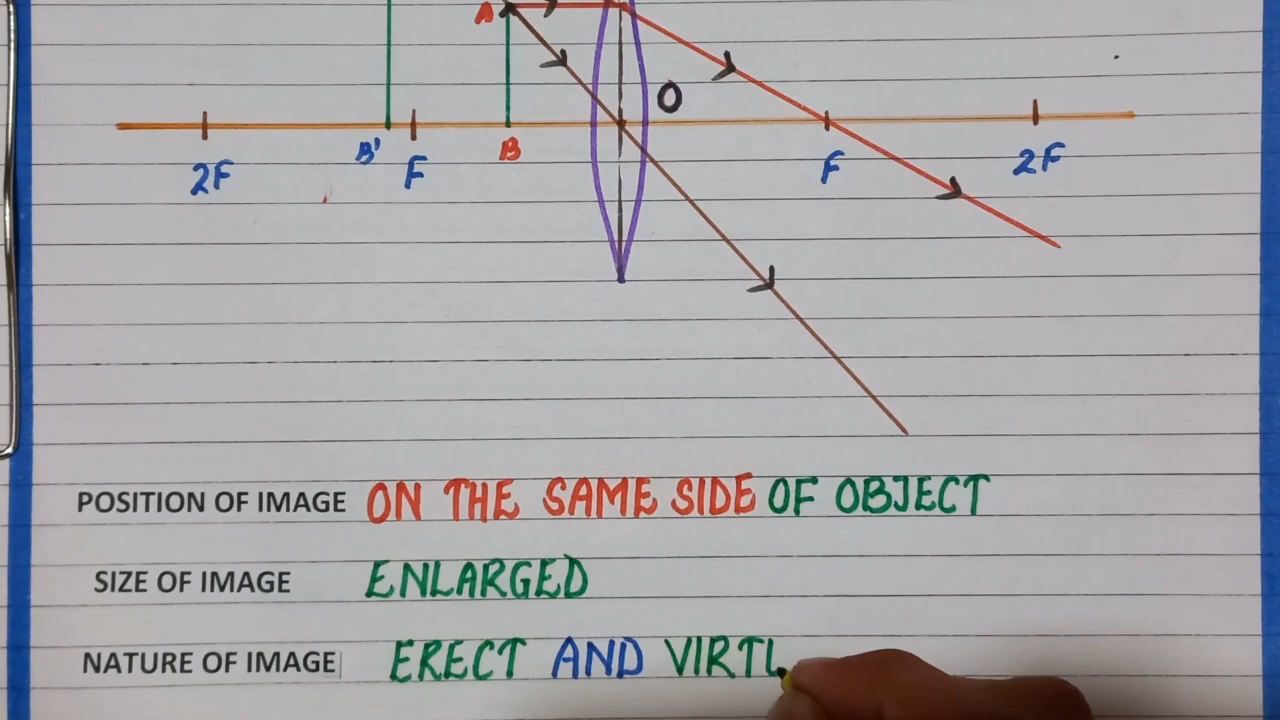 A
O
B' B
2F F F 2F
POSITION OF IMAGE ON THE SAME SIDE OF OBJECT
SIZE OF IMAGE ENLARGED
NATURE OF IMAGE ERECT AND VIRTU